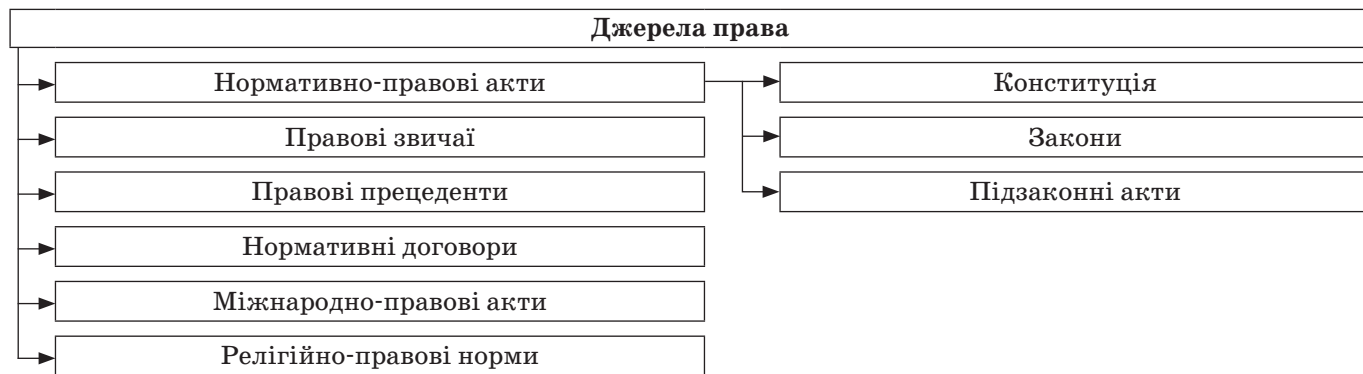 Джерела права
Нормативно-правові акти
Конституція
Правові звичаї
Закони
Правові прецеденти
Підзаконні акти
Нормативні договори
Міжнародно-правові акти
Релігійно-правові норми